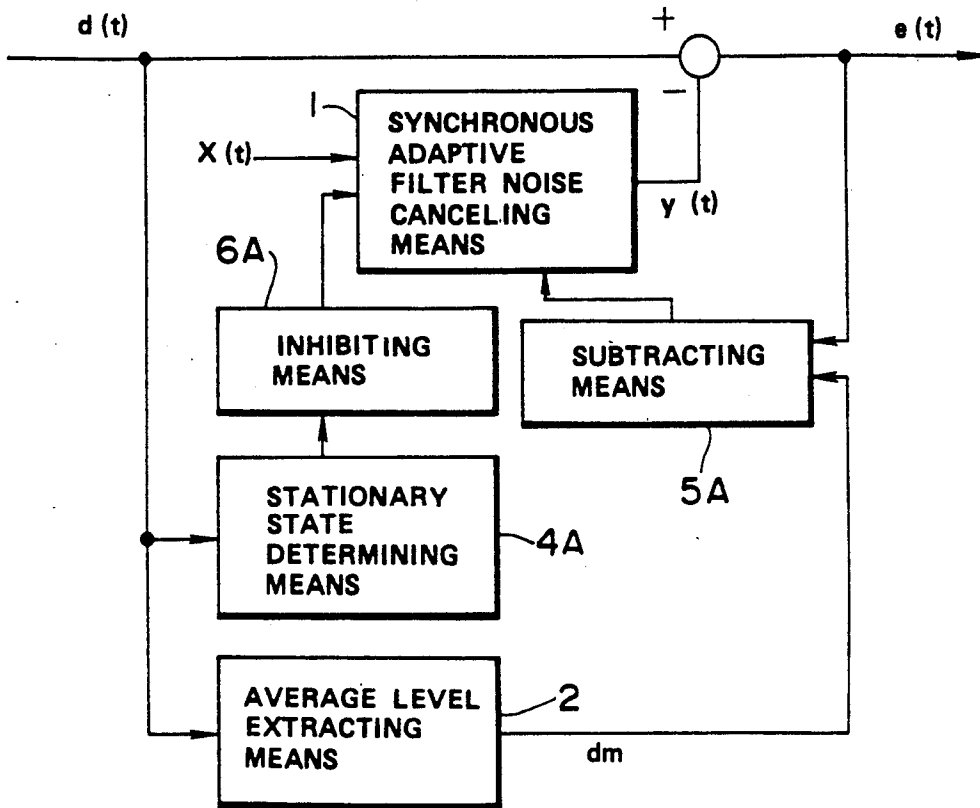 d (t)
+
e (t)
−
1
SYNCHRONOUS
ADAPTIVE
FILTER NOISE
CANCELING
MEANS
X (t)
y (t)
6A
INHIBITING
MEANS
SUBTRACTING
MEANS
5A
STATIONARY
STATE
DETERMINING
MEANS
4A
AVERAGE LEVEL
EXTRACTING
MEANS
2
dm